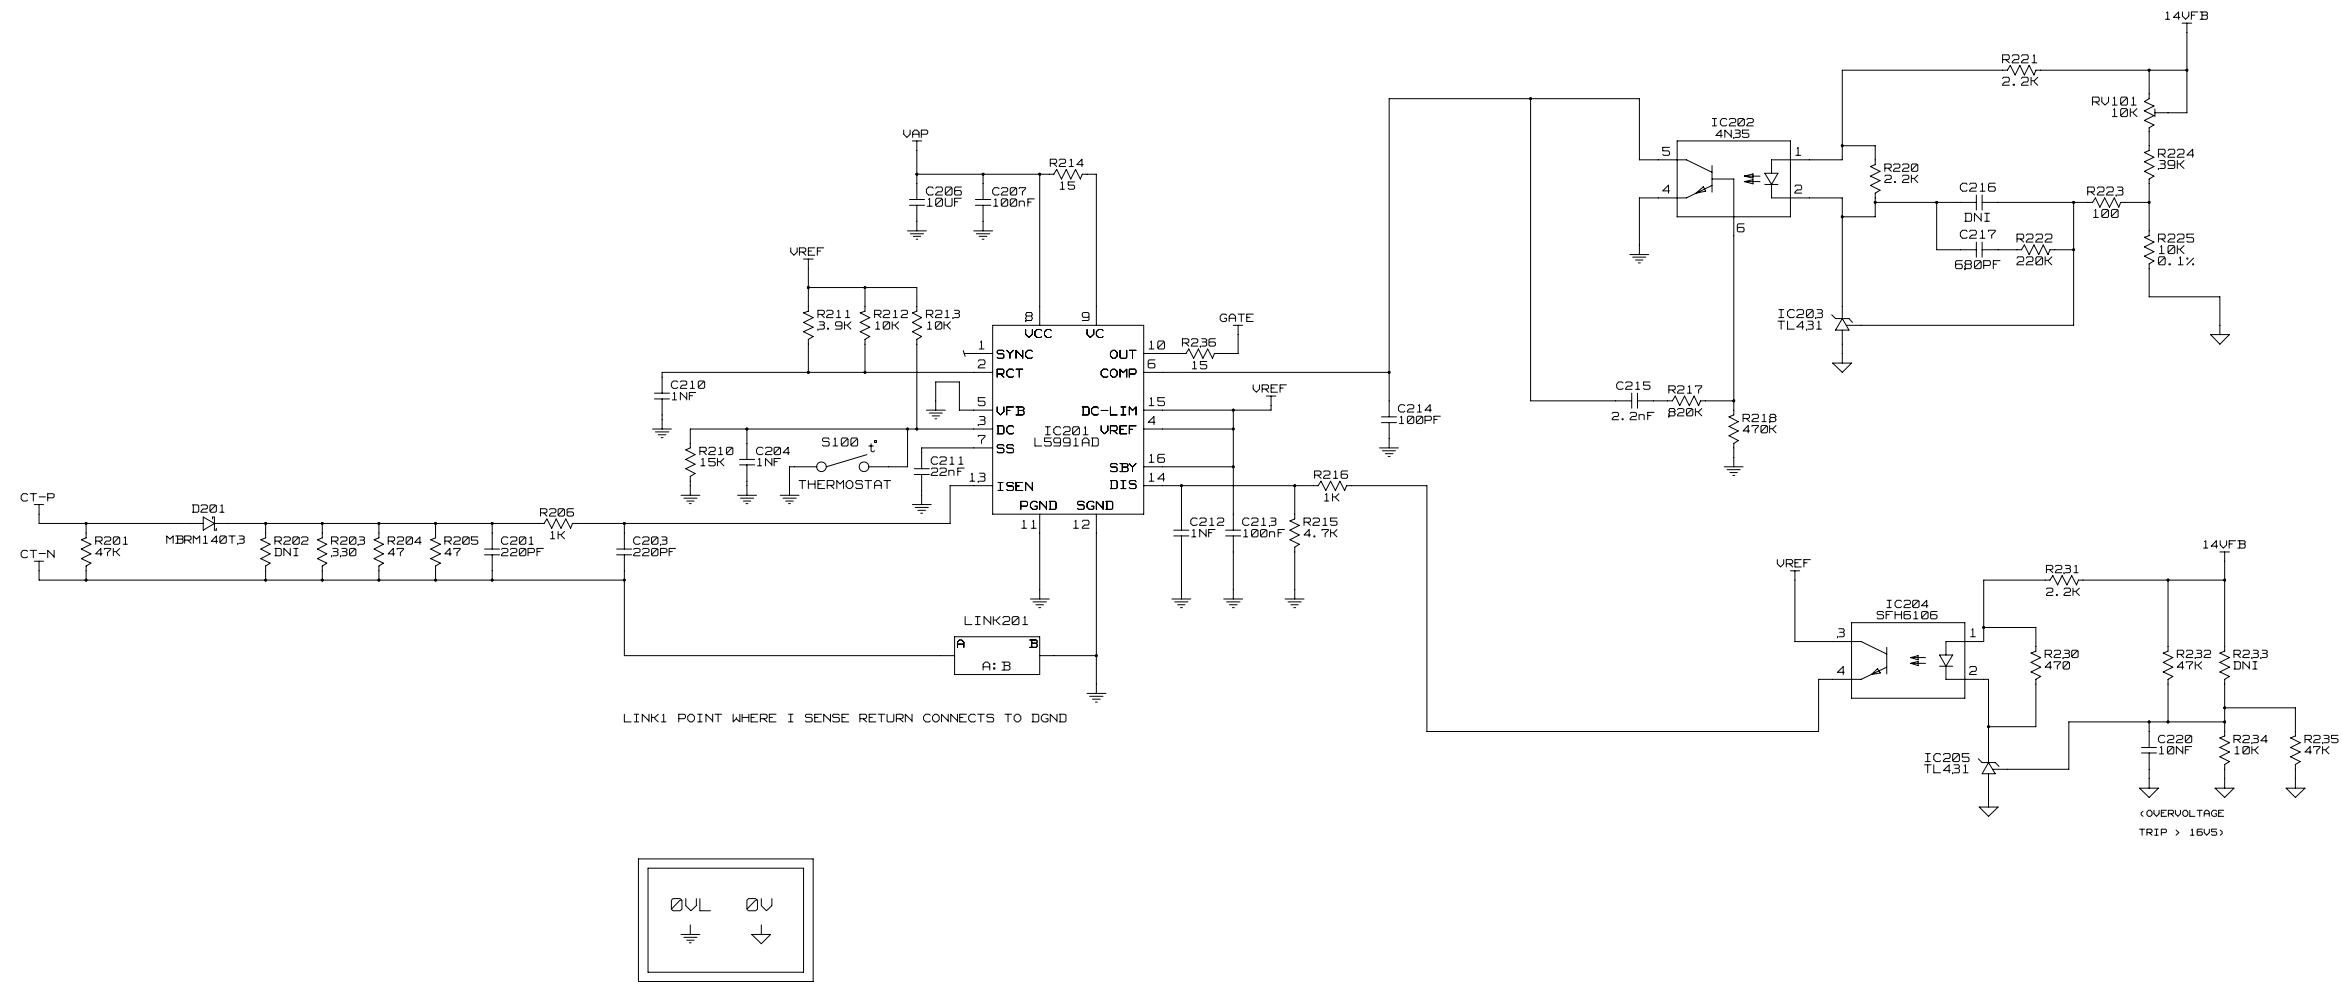 14VFB
R221
2.2K
RV101
10K
IC202
4N35
5
1
4
2
6
R220
2.2K
R224
39K
C216
DNI
R223
100
C217
680PF
R222
220K
R225
10K
0.1%
IC203
TL431
VAP
R214
15
C206
10UF
C207
100nF
VREF
R211
3.9K
R212
10K
R213
10K
8
9
VCC
VC
GATE
1
SYNC
OUT
10
R236
15
2
RCT
COMP
6
C210
1NF
VREF
5
VFB
DC-LIM
15
3
DC
IC201
L5991AD
VREF
4
7
SS
SBY
16
13
ISEN
DIS
14
PGND
SGND
11
12
C214
100PF
C215
2.2nF
R217
820K
R218
470K
R210
15K
C204
1NF
S100
t°
THERMOSTAT
C211
22nF
R216
1K
C212
1NF
C213
100nF
R215
4.7K
CT-P
CT-N
D201
MBRM140T3
R201
47K
R202
DNI
R203
330
R204
47
R205
47
C201
220PF
R206
1K
C203
220PF
LINK201
A
B
A:B
LINK1 POINT WHERE I SENSE RETURN CONNECTS TO DGND
VREF
14VFB
R231
2.2K
IC204
SFH6106
3
1
4
2
R230
470
R232
47K
R233
DNI
IC205
TL431
C220
10NF
R234
10K
R235
47K
(OVERVOLTAGE
TRIP > 16V5)
0VL
0V